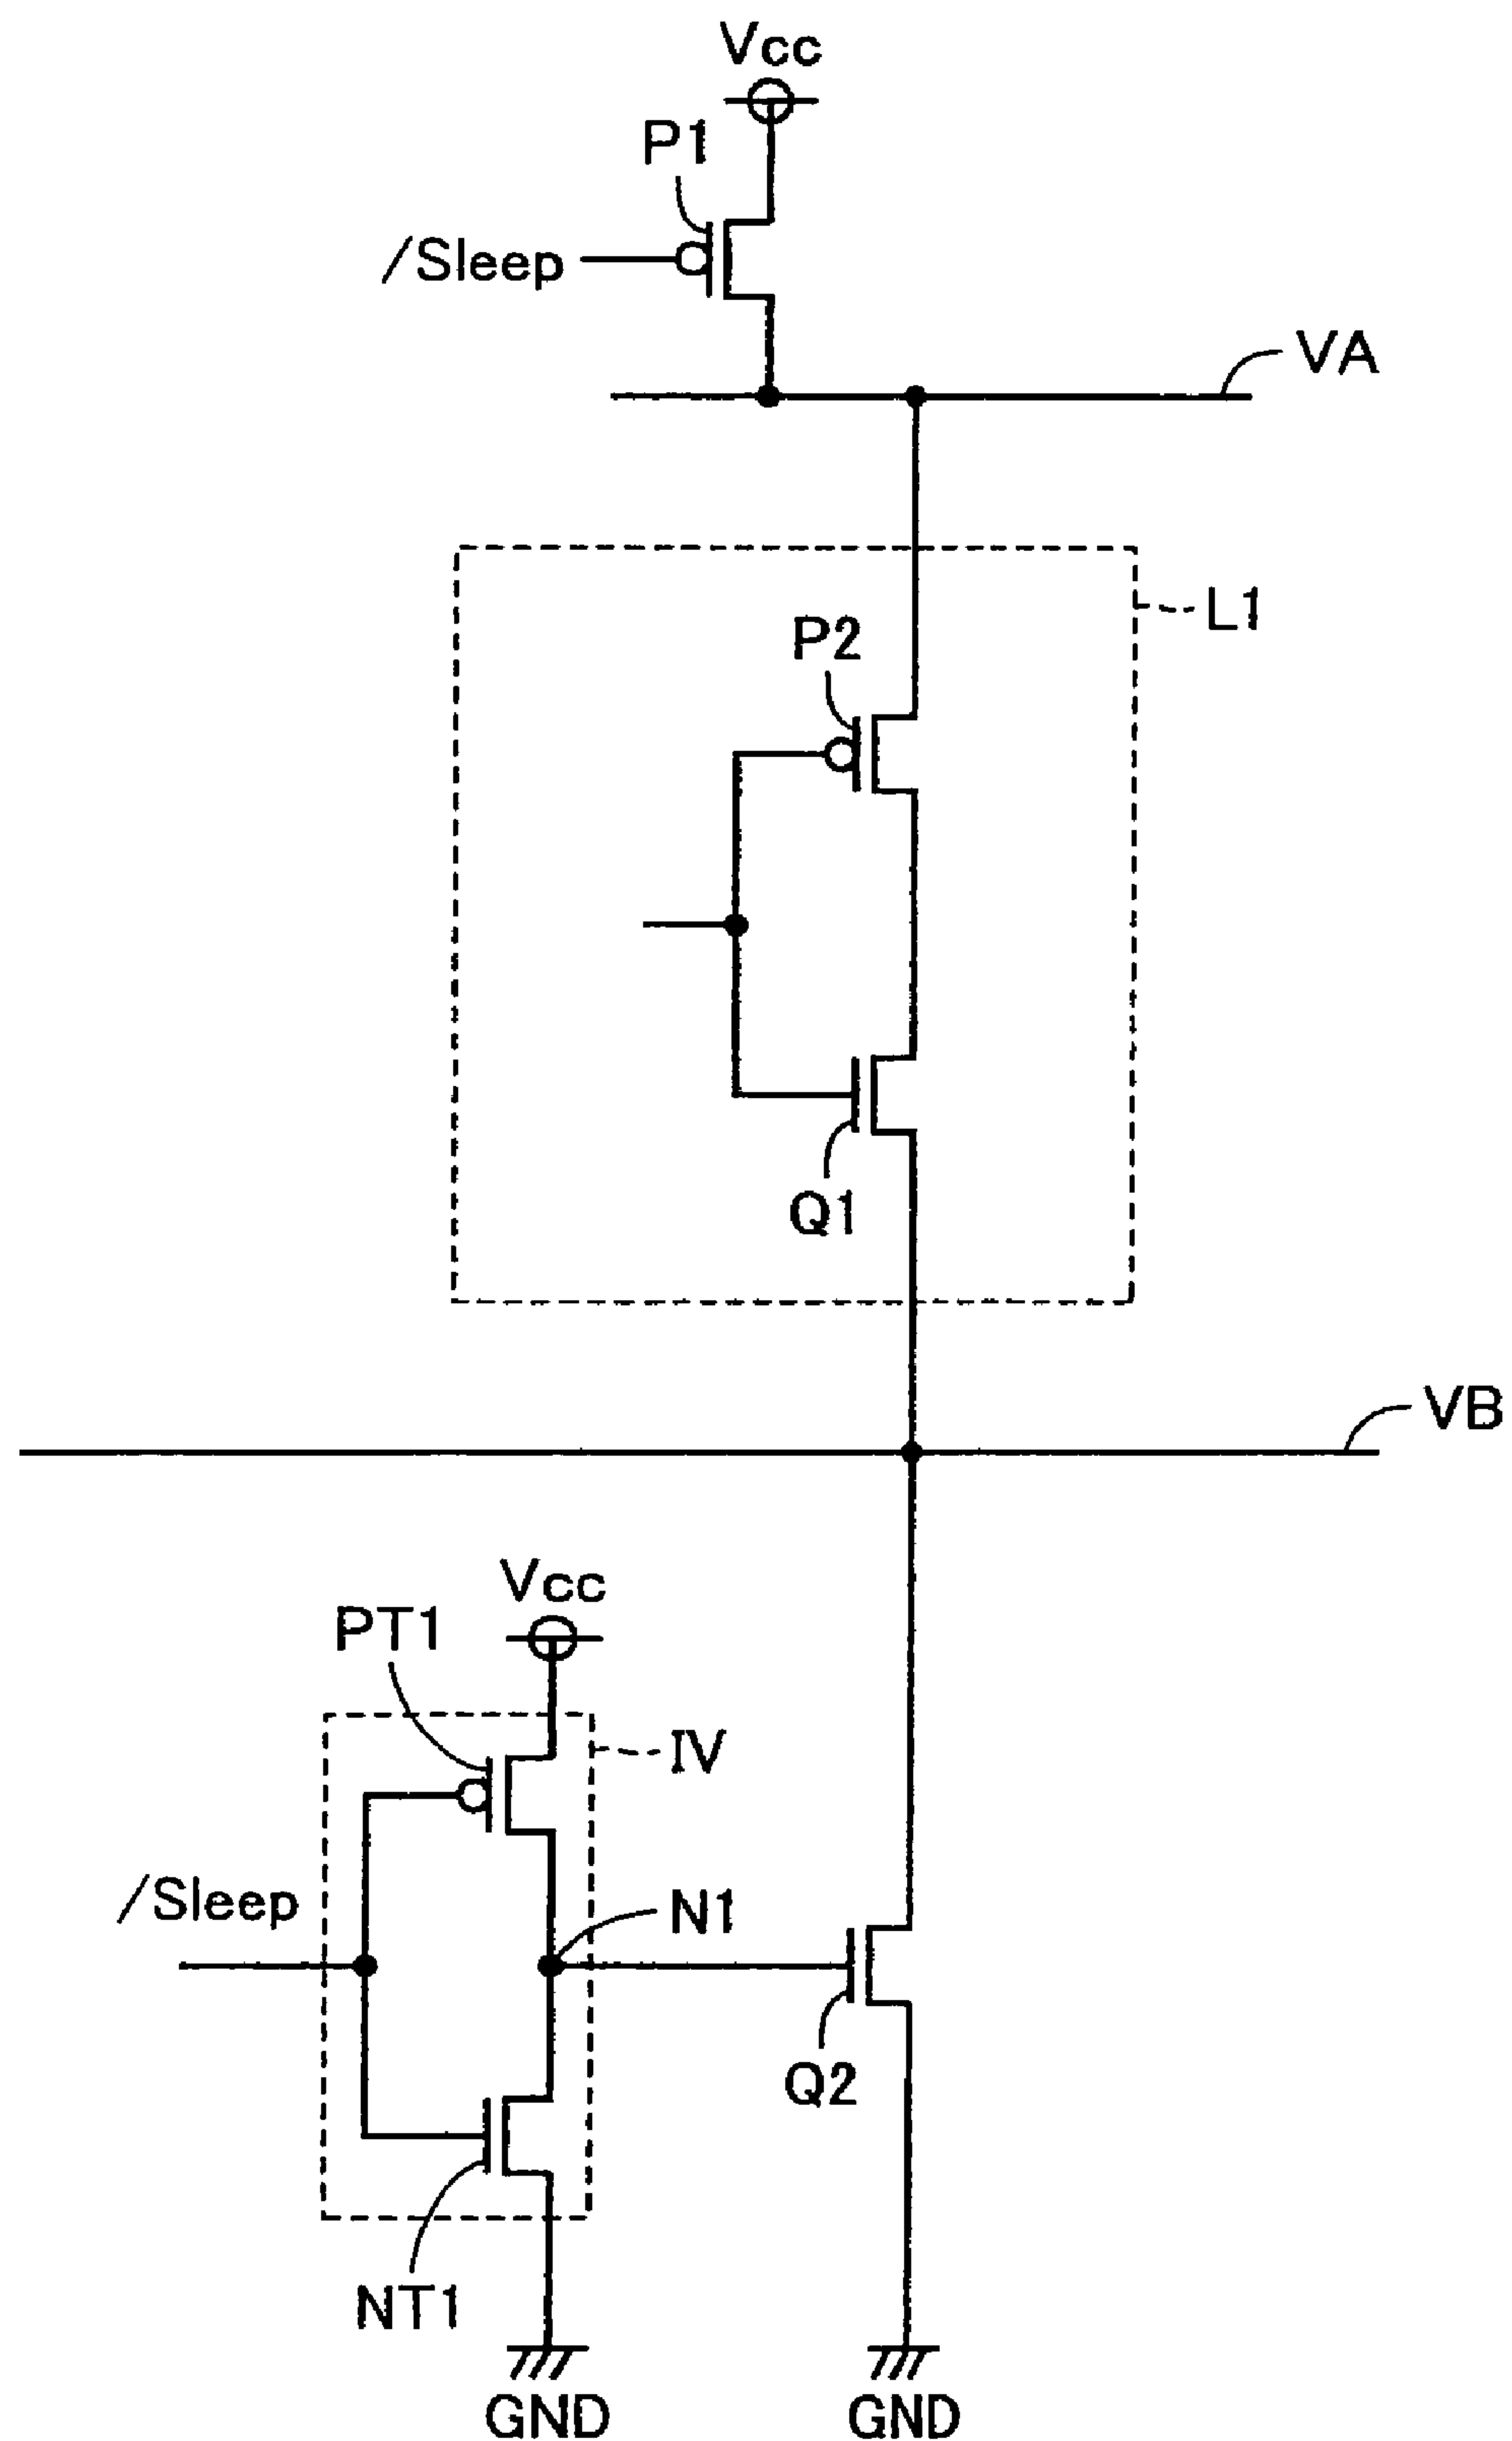 Vcc
P1
/Sleep
VA
L1
P2
Q1
VB
Vcc
PT1
IV
/Sleep
N1
Q2
NT1
GND
GND